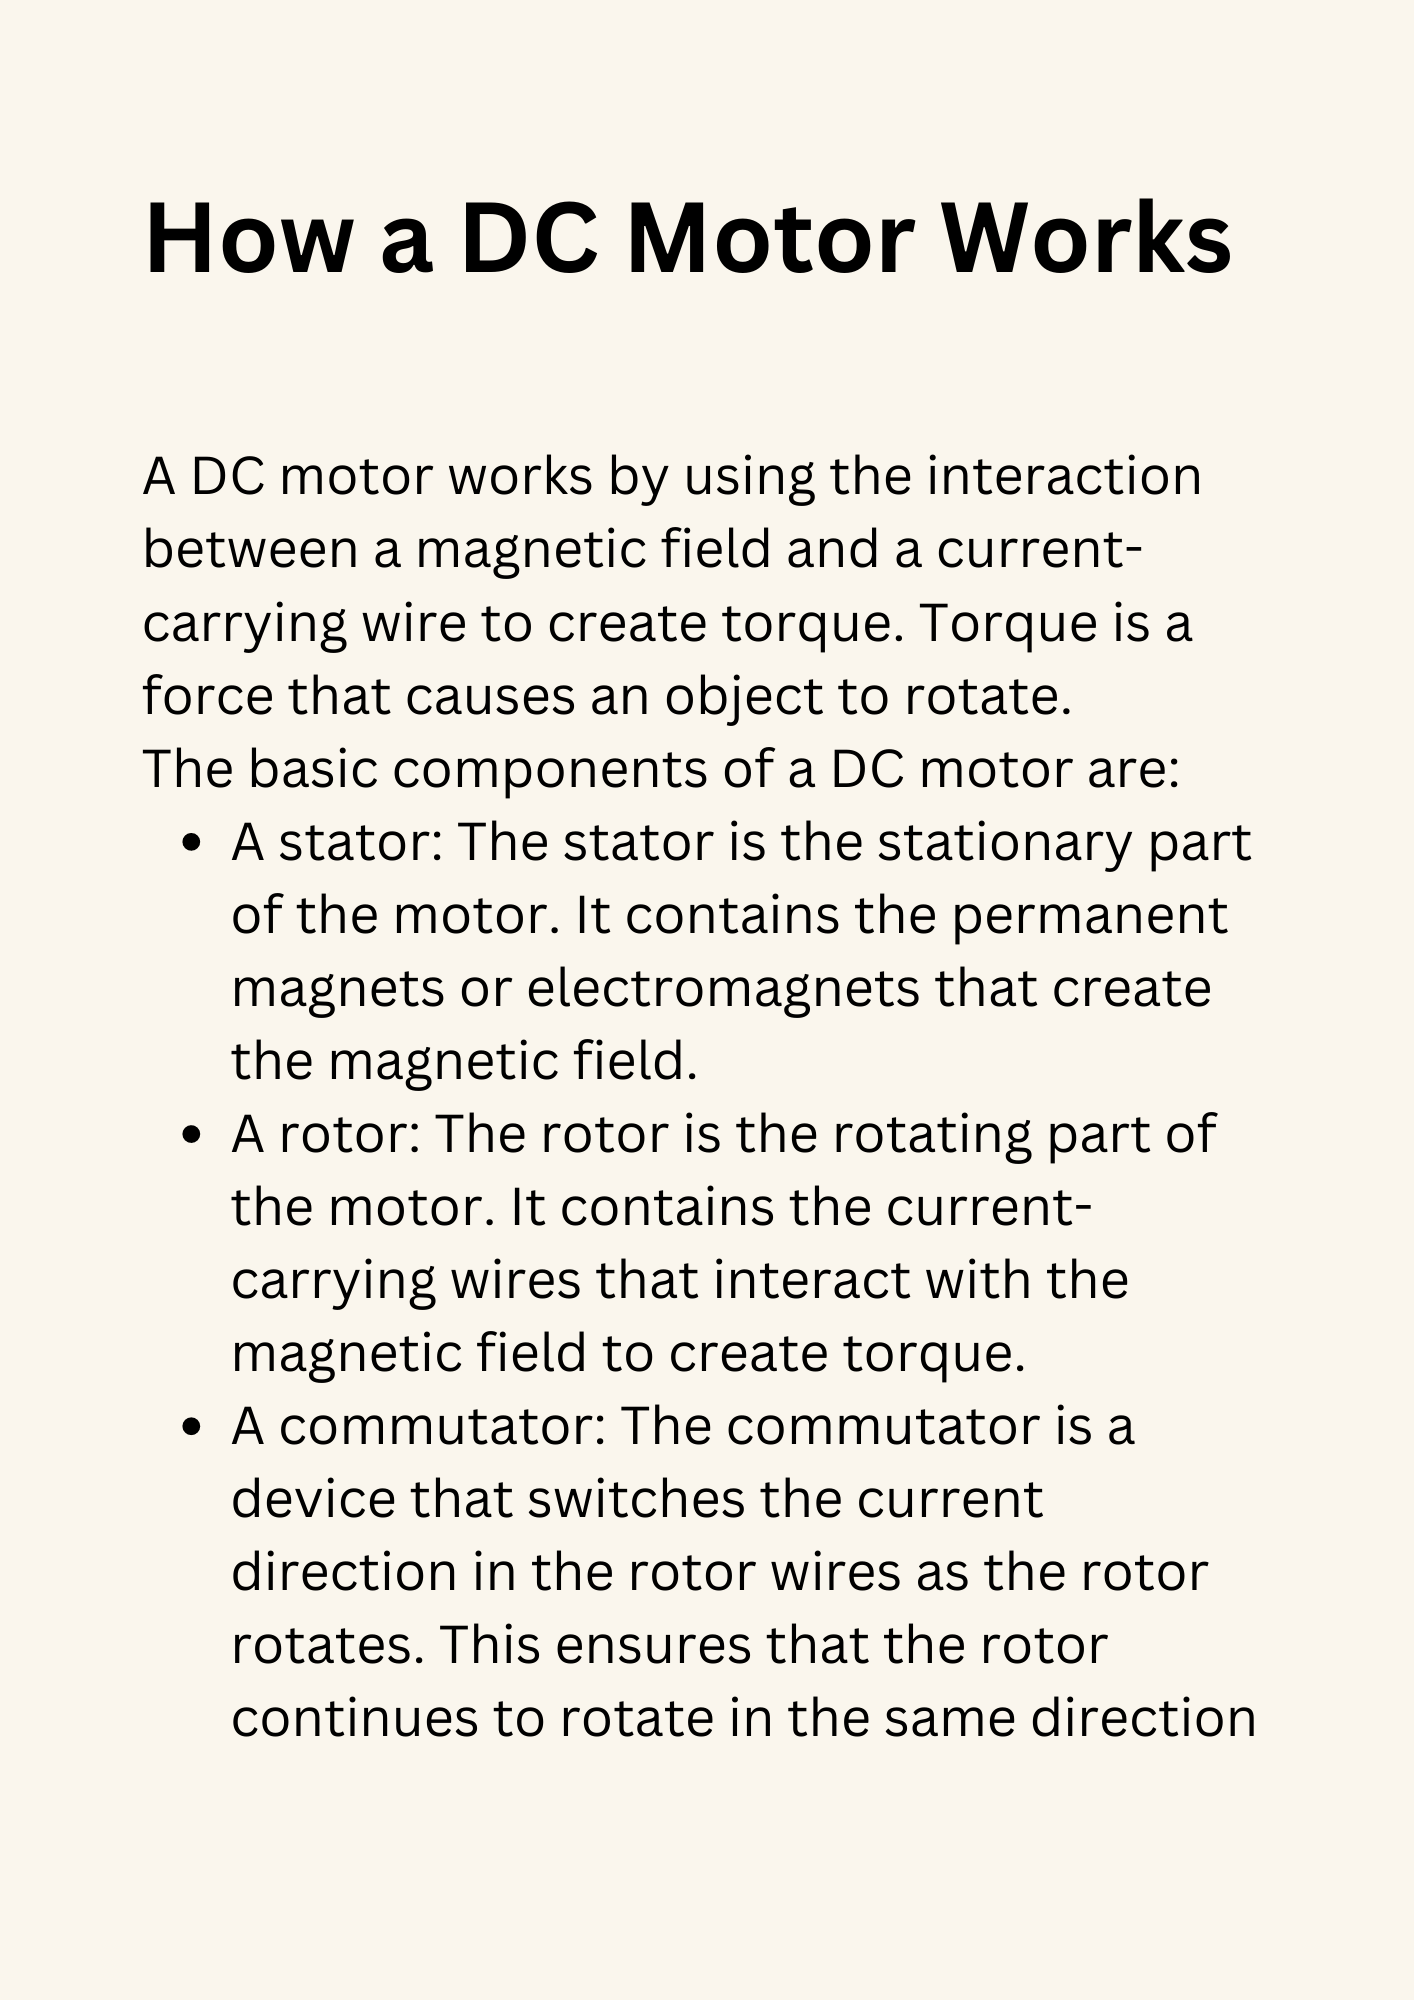 How a DC Motor Works
A DC motor works by using the interaction
between a magnetic field and a current-
carrying wire to create torque. Torque is a
force that causes an object to rotate.
The basic components of a DC motor are:
• A stator: The stator is the stationary part
of the motor. It contains the permanent
magnets or electromagnets that create
the magnetic field.
• A rotor: The rotor is the rotating part of
the motor. It contains the current-
carrying wires that interact with the
magnetic field to create torque.
• A commutator: The commutator is a
device that switches the current
direction in the rotor wires as the rotor
rotates. This ensures that the rotor
continues to rotate in the same direction